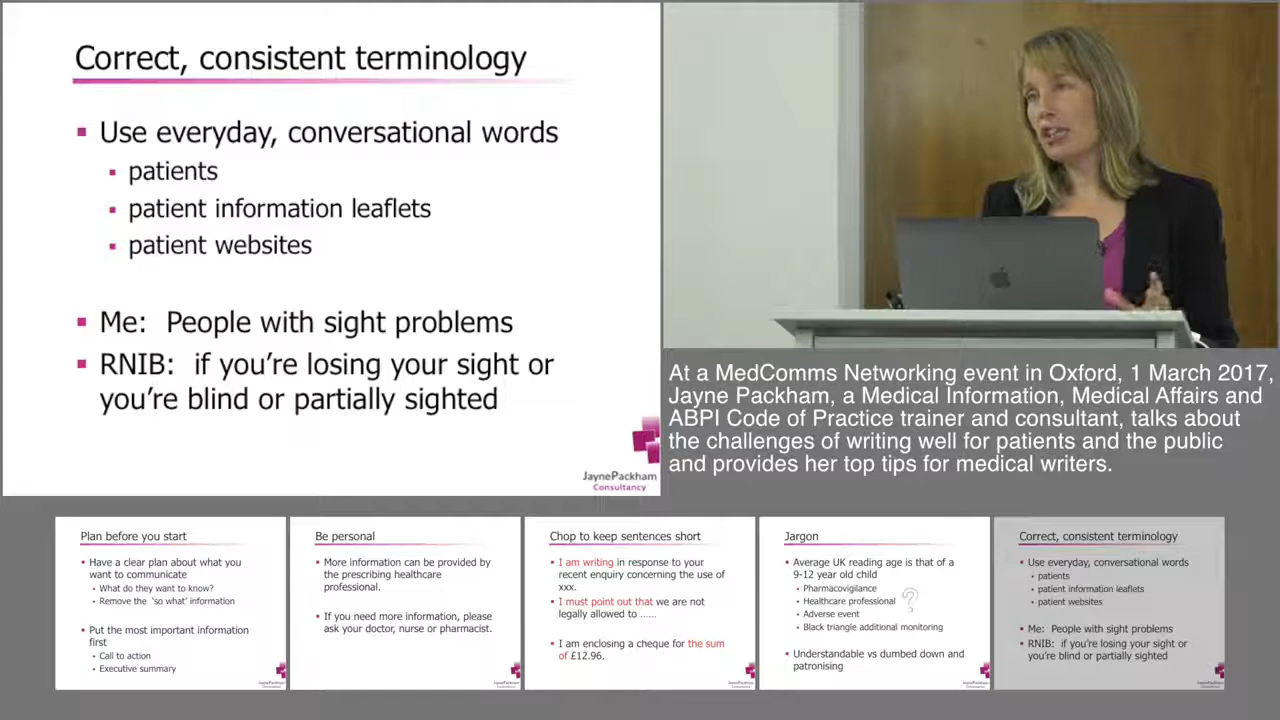 Correct, consistent terminology
Use everyday, conversational words
patients
patient information leaflets
patient websites
Me: People with sight problems
RNIB: if you're losing your sight or
you're blind or partially sighted
JaynePackham
Consultancy
At a MedComms Networking event in Oxford, 1 March 2017,
Jayne Packham, a Medical Information, Medical Affairs and
ABPI Code of Practice trainer and consultant, talks about
the challenges of writing well for patients and the public
and provides her top tips for medical writers.
Plan before you start
Have a clear plan about what you
want to communicate
What do they want to know?
Remove the 'so what' information
Put the most important information
first
Call to action
Executive summary
JaynePackham
Be personal
More information can be provided by
the prescribing healthcare
professional.
If you need more information, please
ask your doctor, nurse or pharmacist.
JaynePackham
Chop to keep sentences short
I am writing in response to your
recent enquiry concerning the use of
xxx.
I must point out that we are not
legally allowed to ......
I am enclosing a cheque for the sum
of £12.96.
JaynePackham
Jargon
Average UK reading age is that of a
9-12 year old child
Pharmacovigilance
Healthcare professional
Adverse event
Black triangle additional monitoring
?
Understandable vs dumbed down and
patronising
JaynePackham
Correct, consistent terminology
Use everyday, conversational words
patients
patient information leaflets
patient websites
Me: People with sight problems
RNIB: if you're losing your sight or
you're blind or partially sighted
JaynePackham